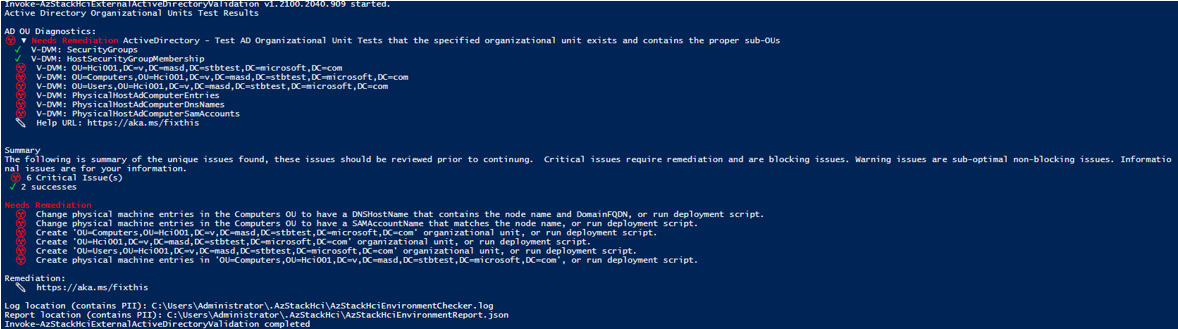 Invoke-AzStackHciExternalActiveDirectoryValidation v1.2100.2040.909 started.
Active Directory Organizational Units Test Results
AD OU Diagnostics:
▼ Needs Remediation ActiveDirectory - Test AD Organizational Unit Tests that the specified organizational unit exists and contains the proper sub-OUs
✓ V-DVM: SecurityGroups
✓ V-DVM: HostSecurityGroupMembership
V-DVM: OU=Hci001,DC=v,DC=masd,DC=stbtest,DC=microsoft,DC=com
V-DVM: OU=Computers,OU=Hci001,DC=v,DC=masd,DC=stbtest,DC=microsoft,DC=com
V-DVM: OU=Users,OU=Hci001,DC=v,DC=masd,DC=stbtest,DC=microsoft,DC=com
V-DVM: PhysicalHostAdComputerEntries
V-DVM: PhysicalHostAdComputerDnsNames
V-DVM: PhysicalHostAdComputerSamAccounts
Help URL: https://aka.ms/fixthis
Summary
The following is summary of the unique issues found, these issues should be reviewed prior to continung.  Critical issues require remediation and are blocking issues. Warning issues are sub-optimal non-blocking issues. Informatio
nal issues are for your information.
6 Critical Issue(s)
✓ 2 successes
Needs Remediation
Change physical machine entries in the Computers OU to have a DNSHostName that contains the node name and DomainFQDN, or run deployment script.
Change physical machine entries in the Computers OU to have a SAMAccountName that matches the node name, or run deployment script.
Create 'OU=Computers,OU=Hci001,DC=v,DC=masd,DC=stbtest,DC=microsoft,DC=com' organizational unit, or run deployment script.
Create 'OU=Hci001,DC=v,DC=masd,DC=stbtest,DC=microsoft,DC=com' organizational unit, or run deployment script.
Create 'OU=Users,OU=Hci001,DC=v,DC=masd,DC=stbtest,DC=microsoft,DC=com' organizational unit, or run deployment script.
Create physical machine entries in 'OU=Computers,OU=Hci001,DC=v,DC=masd,DC=stbtest,DC=microsoft,DC=com', or run deployment script.
Remediation:
https://aka.ms/fixthis
Log location (contains PII): C:\Users\Administrator\.AzStackHci\AzStackHciEnvironmentChecker.log
Report location (contains PII): C:\Users\Administrator\.AzStackHci\AzStackHciEnvironmentReport.json
Invoke-AzStackHciExternalActiveDirectoryValidation completed